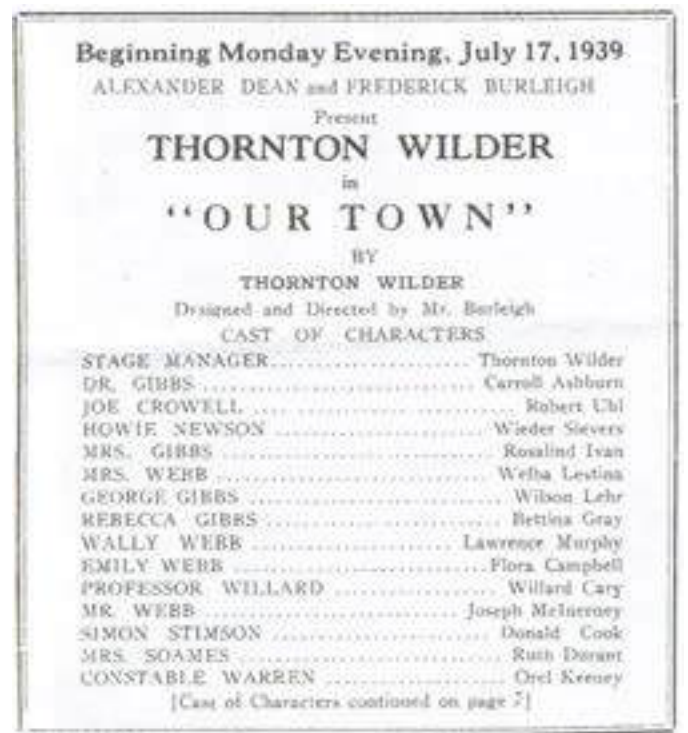 Beginning Monday Evening, July 17, 1939
ALEXANDER DEAN and FREDERICK BURLEIGH
Present
THORNTON WILDER
in
"OUR TOWN"
BY
THORNTON WILDER
Designed and Directed by Mr. Burleigh
CAST OF CHARACTERS
STAGE MANAGER.................... Thornton Wilder
DR. GIBBS .................... Carroll Ashburn
JOE CROWELL .................... Robert Uhl
HOWIE NEWSON .................... Wieder Sievers
MRS. GIBBS .................... Rosalind Ivan
MRS. WEBB .................... Welba Lestina
GEORGE GIBBS .................... Wilson Lehr
REBECCA GIBBS .................... Bettina Gray
WALLY WEBB .................... Lawrence Murphy
EMILY WEBB .................... Flora Campbell
PROFESSOR WILLARD .................... Willard Cary
MR. WEBB .................... Joseph McInerney
SIMON STIMSON .................... Donald Cook
MRS. SOAMES .................... Ruth Durant
CONSTABLE WARREN .................... Orel Keeney
[Cast of Characters continued on page 7]